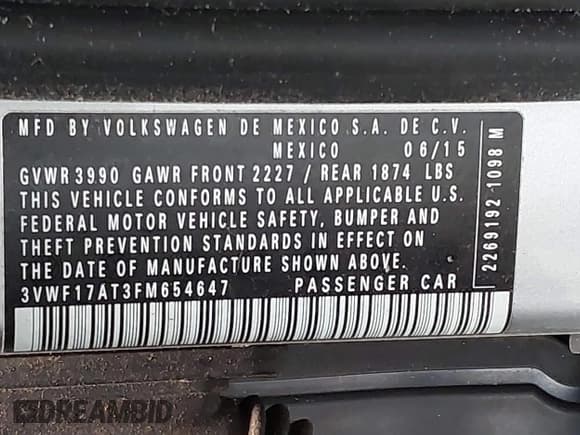 MFD BY VOLKSWAGEN DE MEXICO S.A. DE C.V.
MEXICO 06/15
GVWR 3990 GAWR FRONT 2227 / REAR 1874 LBS
THIS VEHICLE CONFORMS TO ALL APPLICABLE U.S.
FEDERAL MOTOR VEHICLE SAFETY, BUMPER AND
THEFT PREVENTION STANDARDS IN EFFECT ON
THE DATE OF MANUFACTURE SHOWN ABOVE.
3VWF17AT3FM654647 PASSENGER CAR
22691921098 M
DREAMBID